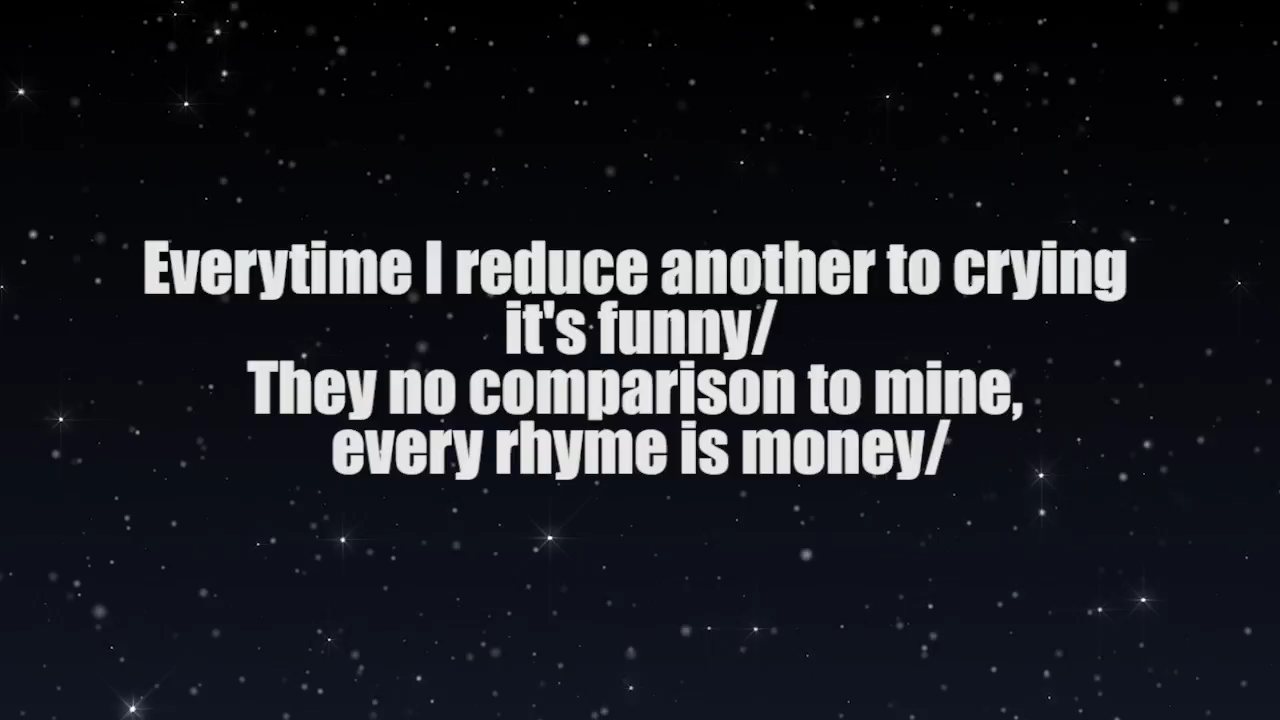 Everytime I reduce another to crying
it's funny/
They no comparison to mine,
every rhyme is money/